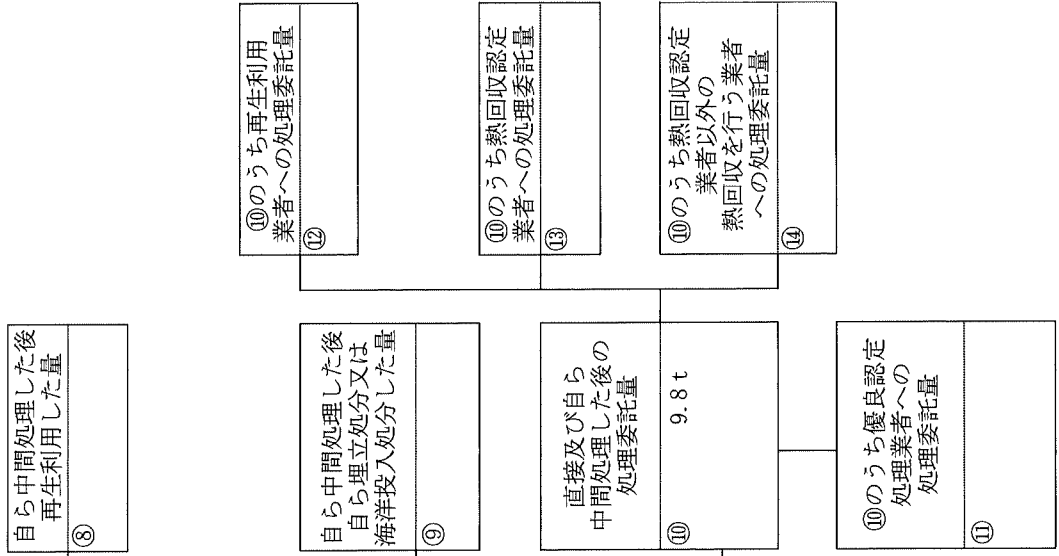 自ら中間処理した後
再生利用した量
⑧
自ら中間処理した後
自ら埋立処分又は
海洋投入処分した量
⑨
直接及び自ら
中間処理した後の
処理委託量
⑩
9.8t
⑩のうち優良認定
処理業者への
処理委託量
⑪
⑩のうち再生利用
業者への処理委託量
⑫
⑩のうち熱回収認定
業者への処理委託量
⑬
⑩のうち熱回収認定
業者以外の
熱回収を行う業者
への処理委託量
⑭